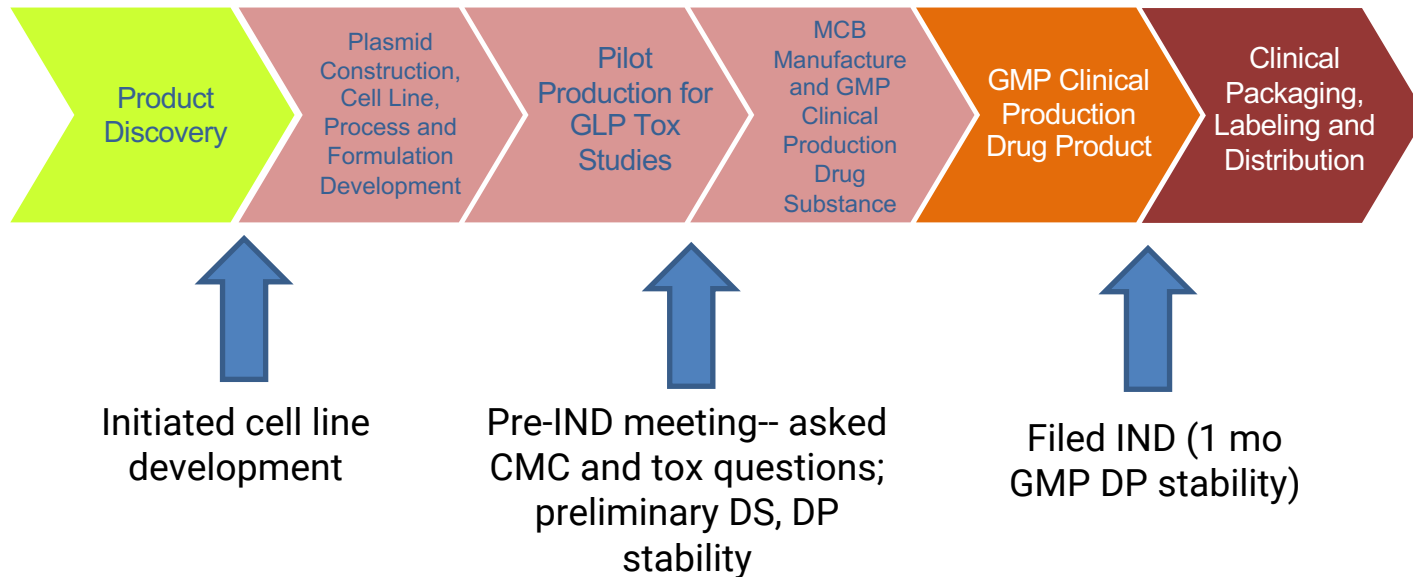 Product
Discovery
Plasmid
Construction,
Cell Line,
Process and
Formulation
Development
Pilot
Production for
GLP Tox
Studies
MCB
Manufacture
and GMP
Clinical
Production
Drug
Substance
GMP Clinical
Production
Drug Product
Clinical
Packaging,
Labeling and
Distribution
Initiated cell line
development
Pre-IND meeting-- asked
CMC and tox questions;
preliminary DS, DP
stability
Filed IND (1 mo
GMP DP stability)